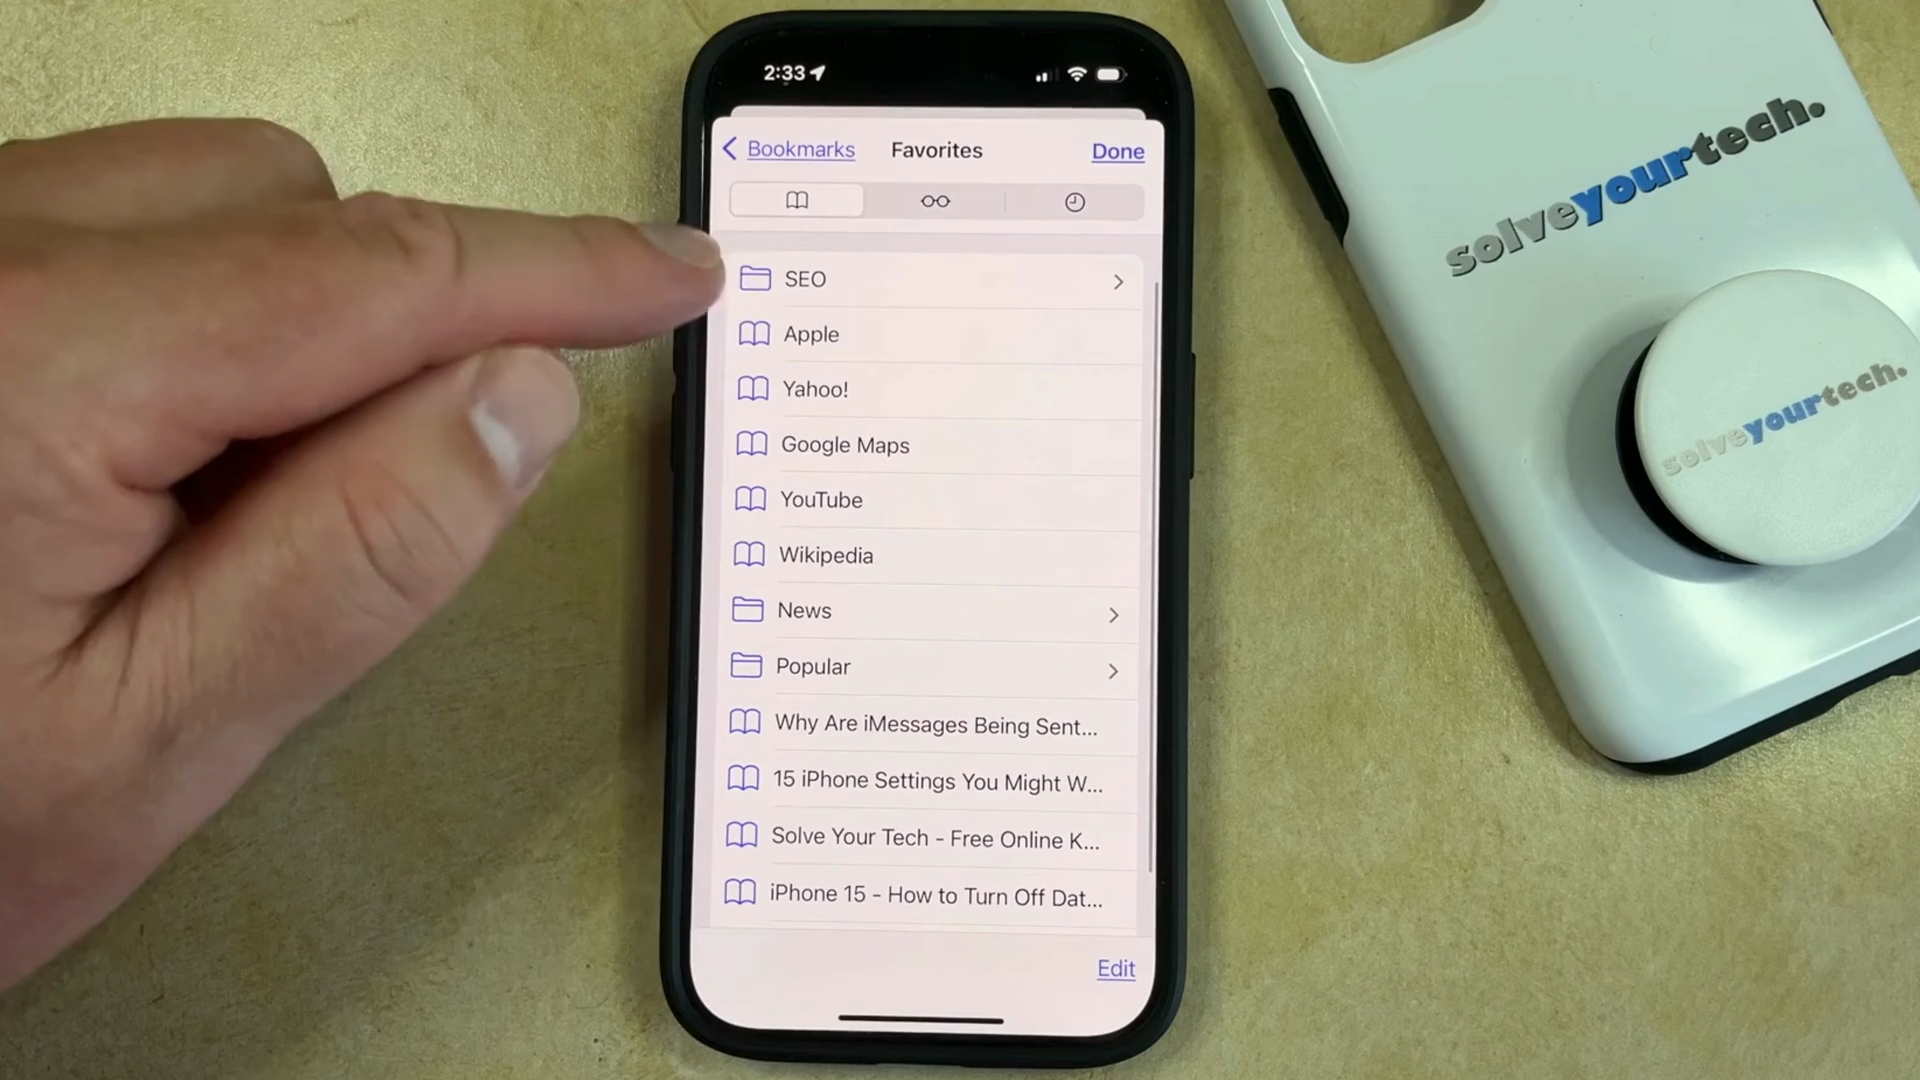 2:33
Bookmarks Favorites Done
SEO
Apple
Yahoo!
Google Maps
YouTube
Wikipedia
News
Popular
Why Are iMessages Being Sent...
15 iPhone Settings You Might W...
Solve Your Tech - Free Online K...
iPhone 15 - How to Turn Off Dat...
Edit
solveyourtech.
solveyourtech.